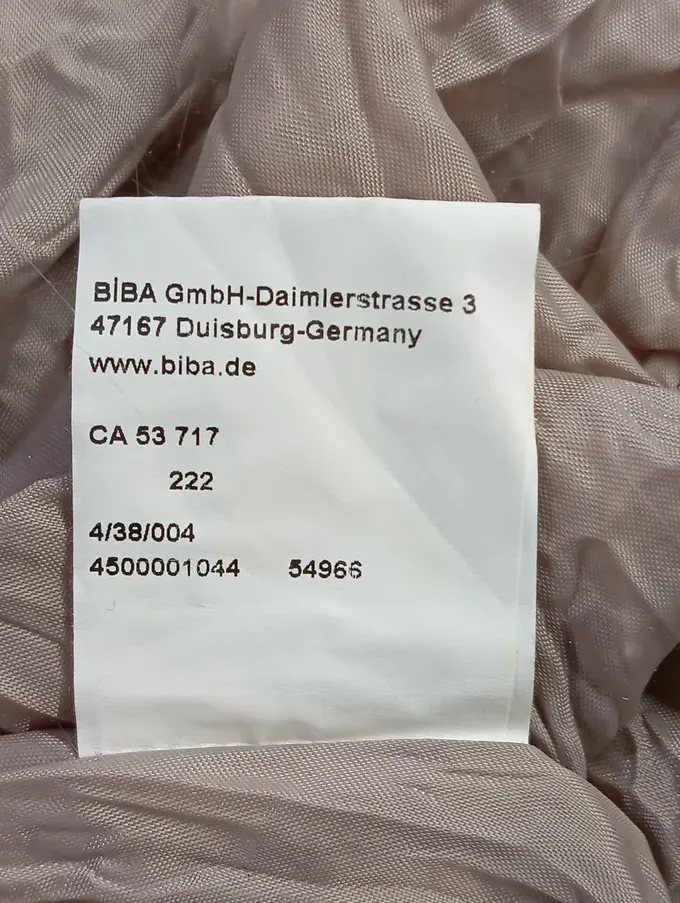 BİBA GmbH-Daimlerstrasse 3
47167 Duisburg-Germany
www.biba.de
CA 53 717
222
4/38/004
4500001044 54966